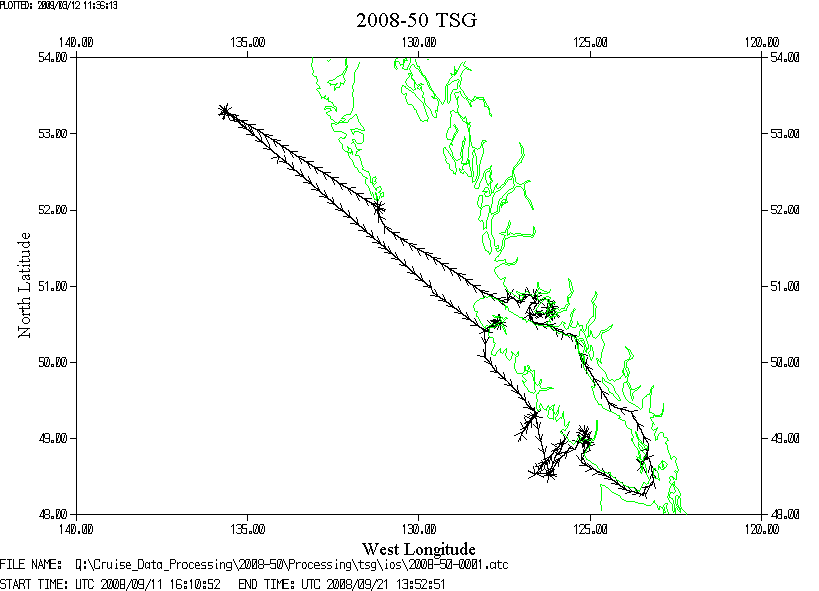 PLOTTED: 2009/03/12 11:36:13
2008-50 TSG
140.00 135.00 130.00 125.00 120.00
54.00 54.00
53.00 53.00
52.00 52.00
North Latitude
51.00 51.00
50.00 50.00
49.00 49.00
48.00 48.00
140.00 135.00 130.00 125.00 120.00
West Longitude
FILE NAME: Q:\Cruise_Data_Processing\2008-50\Processing\tsg\ios\2008-50-0001.atc
START TIME: UTC 2008/09/11 16:10:52 END TIME: UTC 2008/09/21 13:52:51